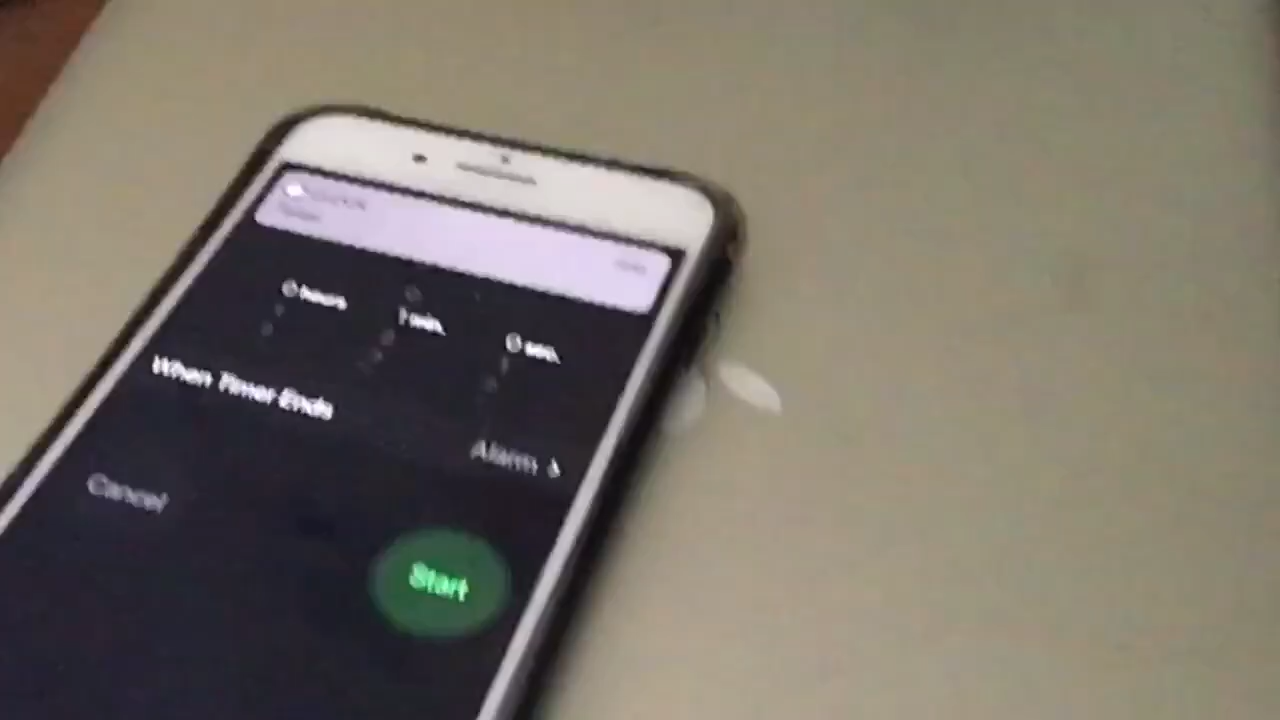 0 hours 1 min. 0 sec.
When Timer Ends
Alarm >
Cancel
Start